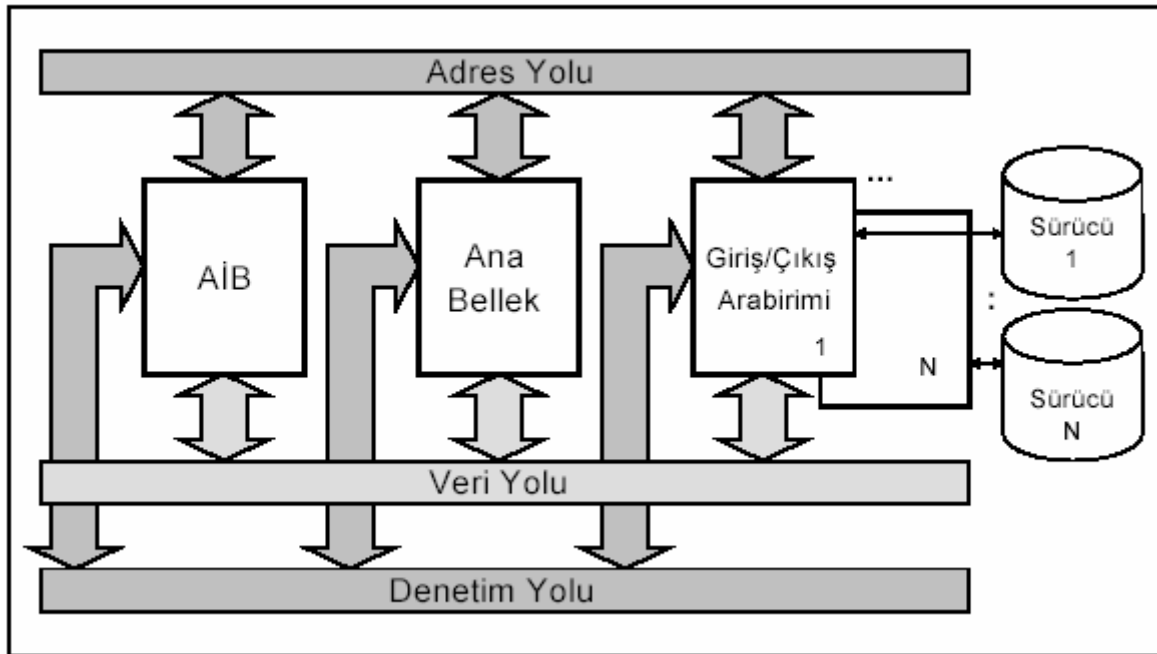 Adres Yolu
AİB
Ana
Bellek
Giriş/Çıkış
Arabirimi
1
...
N
Sürücü
1
:
Sürücü
N
Veri Yolu
Denetim Yolu